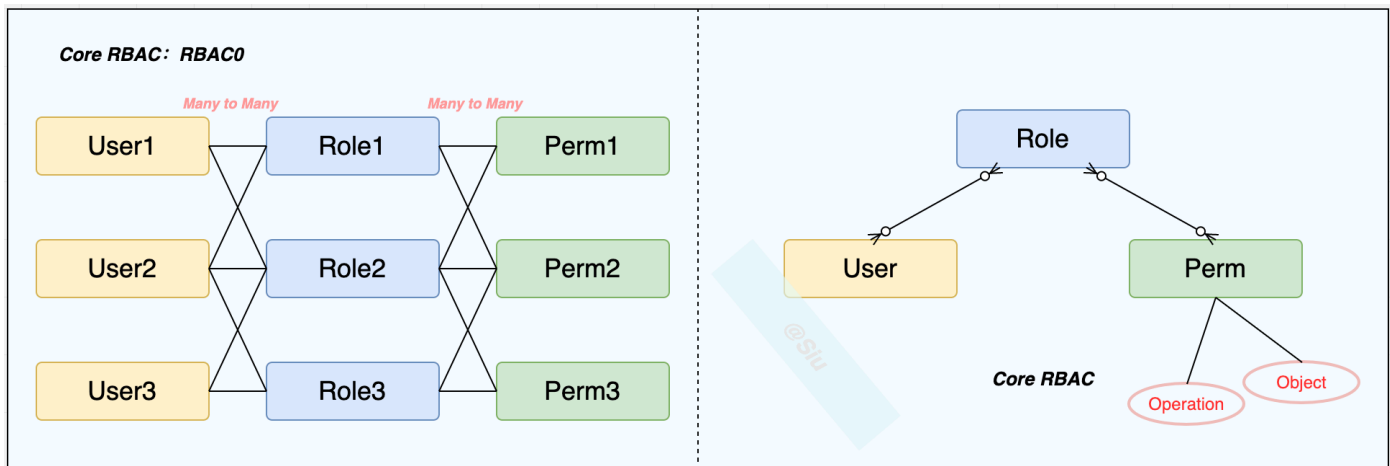 Core RBAC：RBAC0
Many to Many
Many to Many
User1
Role1
Perm1
User2
Role2
Perm2
User3
Role3
Perm3
Role
User
Perm
@Siu
Core RBAC
Operation
Object